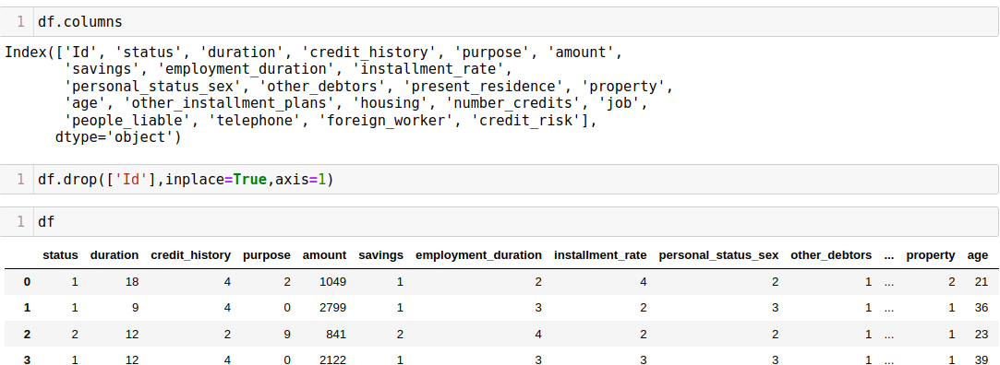 1 df.columns
Index(['Id', 'status', 'duration', 'credit_history', 'purpose', 'amount',
'savings', 'employment_duration', 'installment_rate',
'personal_status_sex', 'other_debtors', 'present_residence', 'property',
'age', 'other_installment_plans', 'housing', 'number_credits', 'job',
'people_liable', 'telephone', 'foreign_worker', 'credit_risk'],
dtype='object')
1 df.drop(['Id'],inplace=True,axis=1)
1 df
status duration credit_history purpose amount savings employment_duration installment_rate personal_status_sex other_debtors ... property age
0 1 18 4 2 1049 1 2 4 2 1 ... 2 21
1 1 9 4 0 2799 1 3 2 3 1 ... 1 36
2 2 12 2 9 841 2 4 2 2 1 ... 1 23
3 1 12 4 0 2122 1 3 3 3 1 ... 1 39